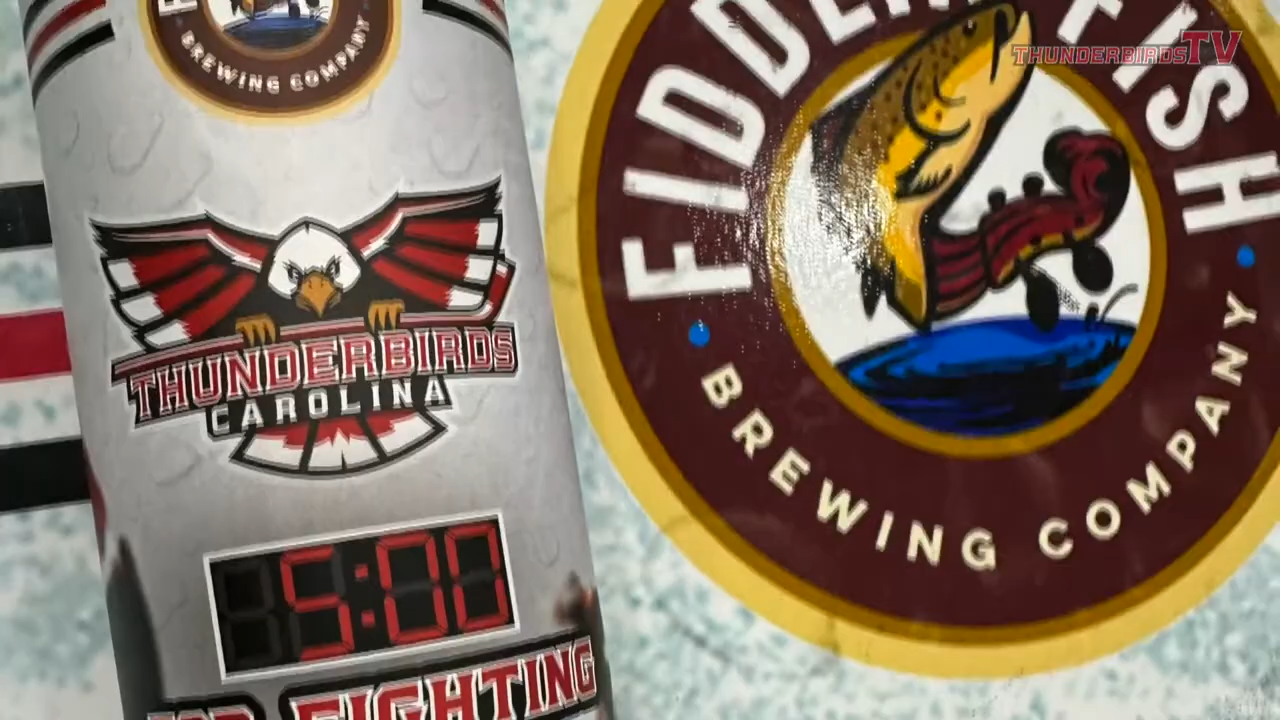 BREWING COMPANY
THUNDERBIRDS
CAROLINA
5:00
FIGHTING
BREWING COMPANY
THUNDERBIRDSTV